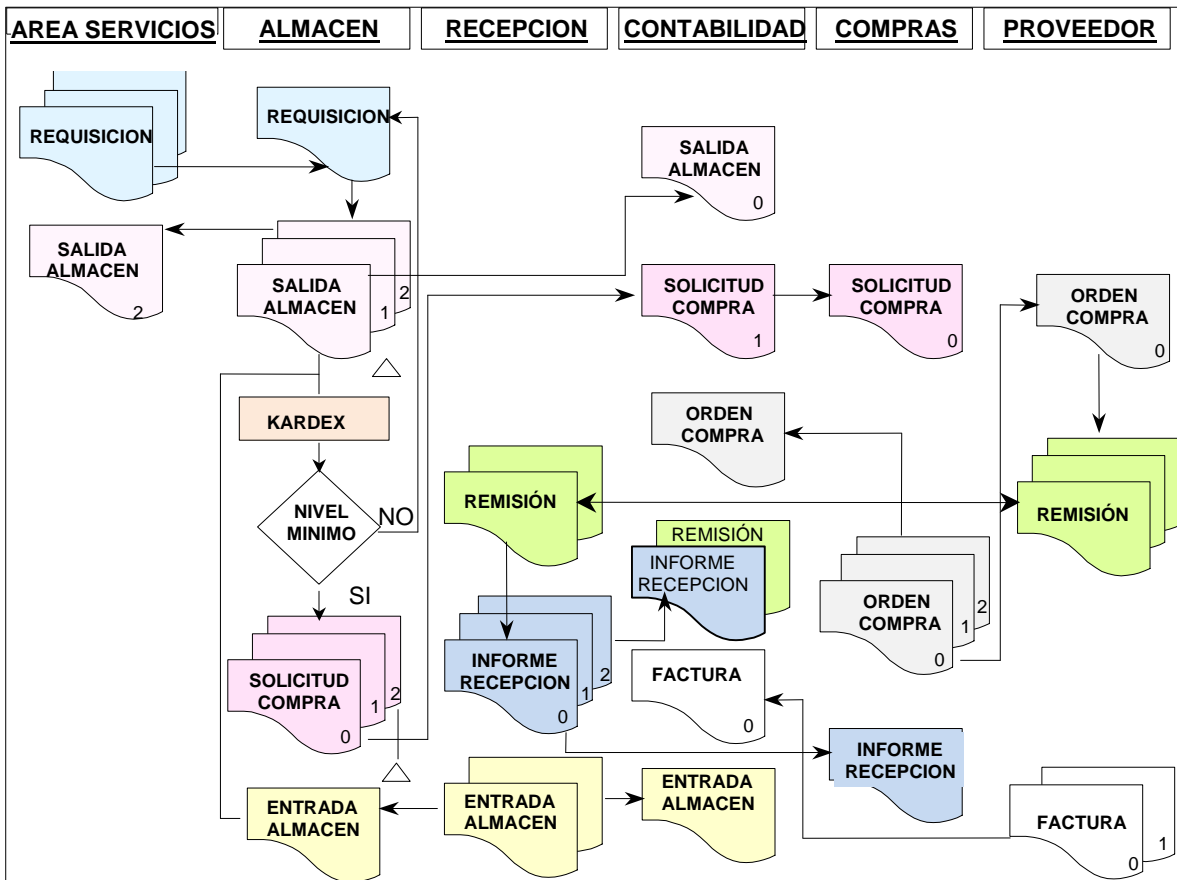 AREA SERVICIOS
ALMACEN
RECEPCION
CONTABILIDAD
COMPRAS
PROVEEDOR
REQUISICION
REQUISICION
SALIDA
ALMACEN
0
SALIDA
ALMACEN
2
SALIDA
ALMACEN
1
2
SOLICITUD
COMPRA
1
SOLICITUD
COMPRA
0
ORDEN
COMPRA
0
KARDEX
ORDEN
COMPRA
NIVEL
MINIMO
NO
SI
REMISIÓN
REMISIÓN
REMISIÓN
INFORME
RECEPCION
ORDEN
COMPRA
0
1
2
SOLICITUD
COMPRA
0
1
2
INFORME
RECEPCION
0
1
2
FACTURA
0
INFORME
RECEPCION
ENTRADA
ALMACEN
ENTRADA
ALMACEN
ENTRADA
ALMACEN
FACTURA
0
1